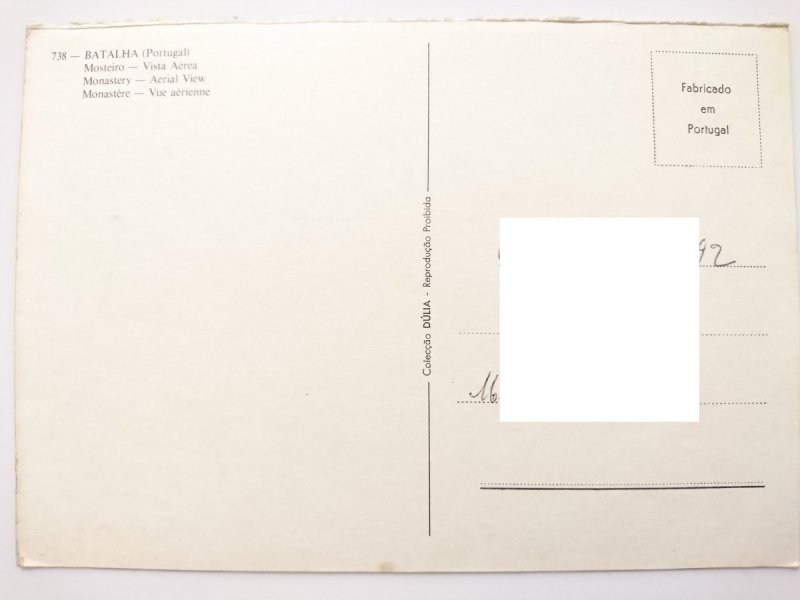 738 — BATALHA (Portugal)
Mosteiro — Vista Aérea
Monastery — Aerial View
Monastère — Vue aérienne
Colecção DÚLIA - Reprodução Proibida
Fabricado
em
Portugal
92